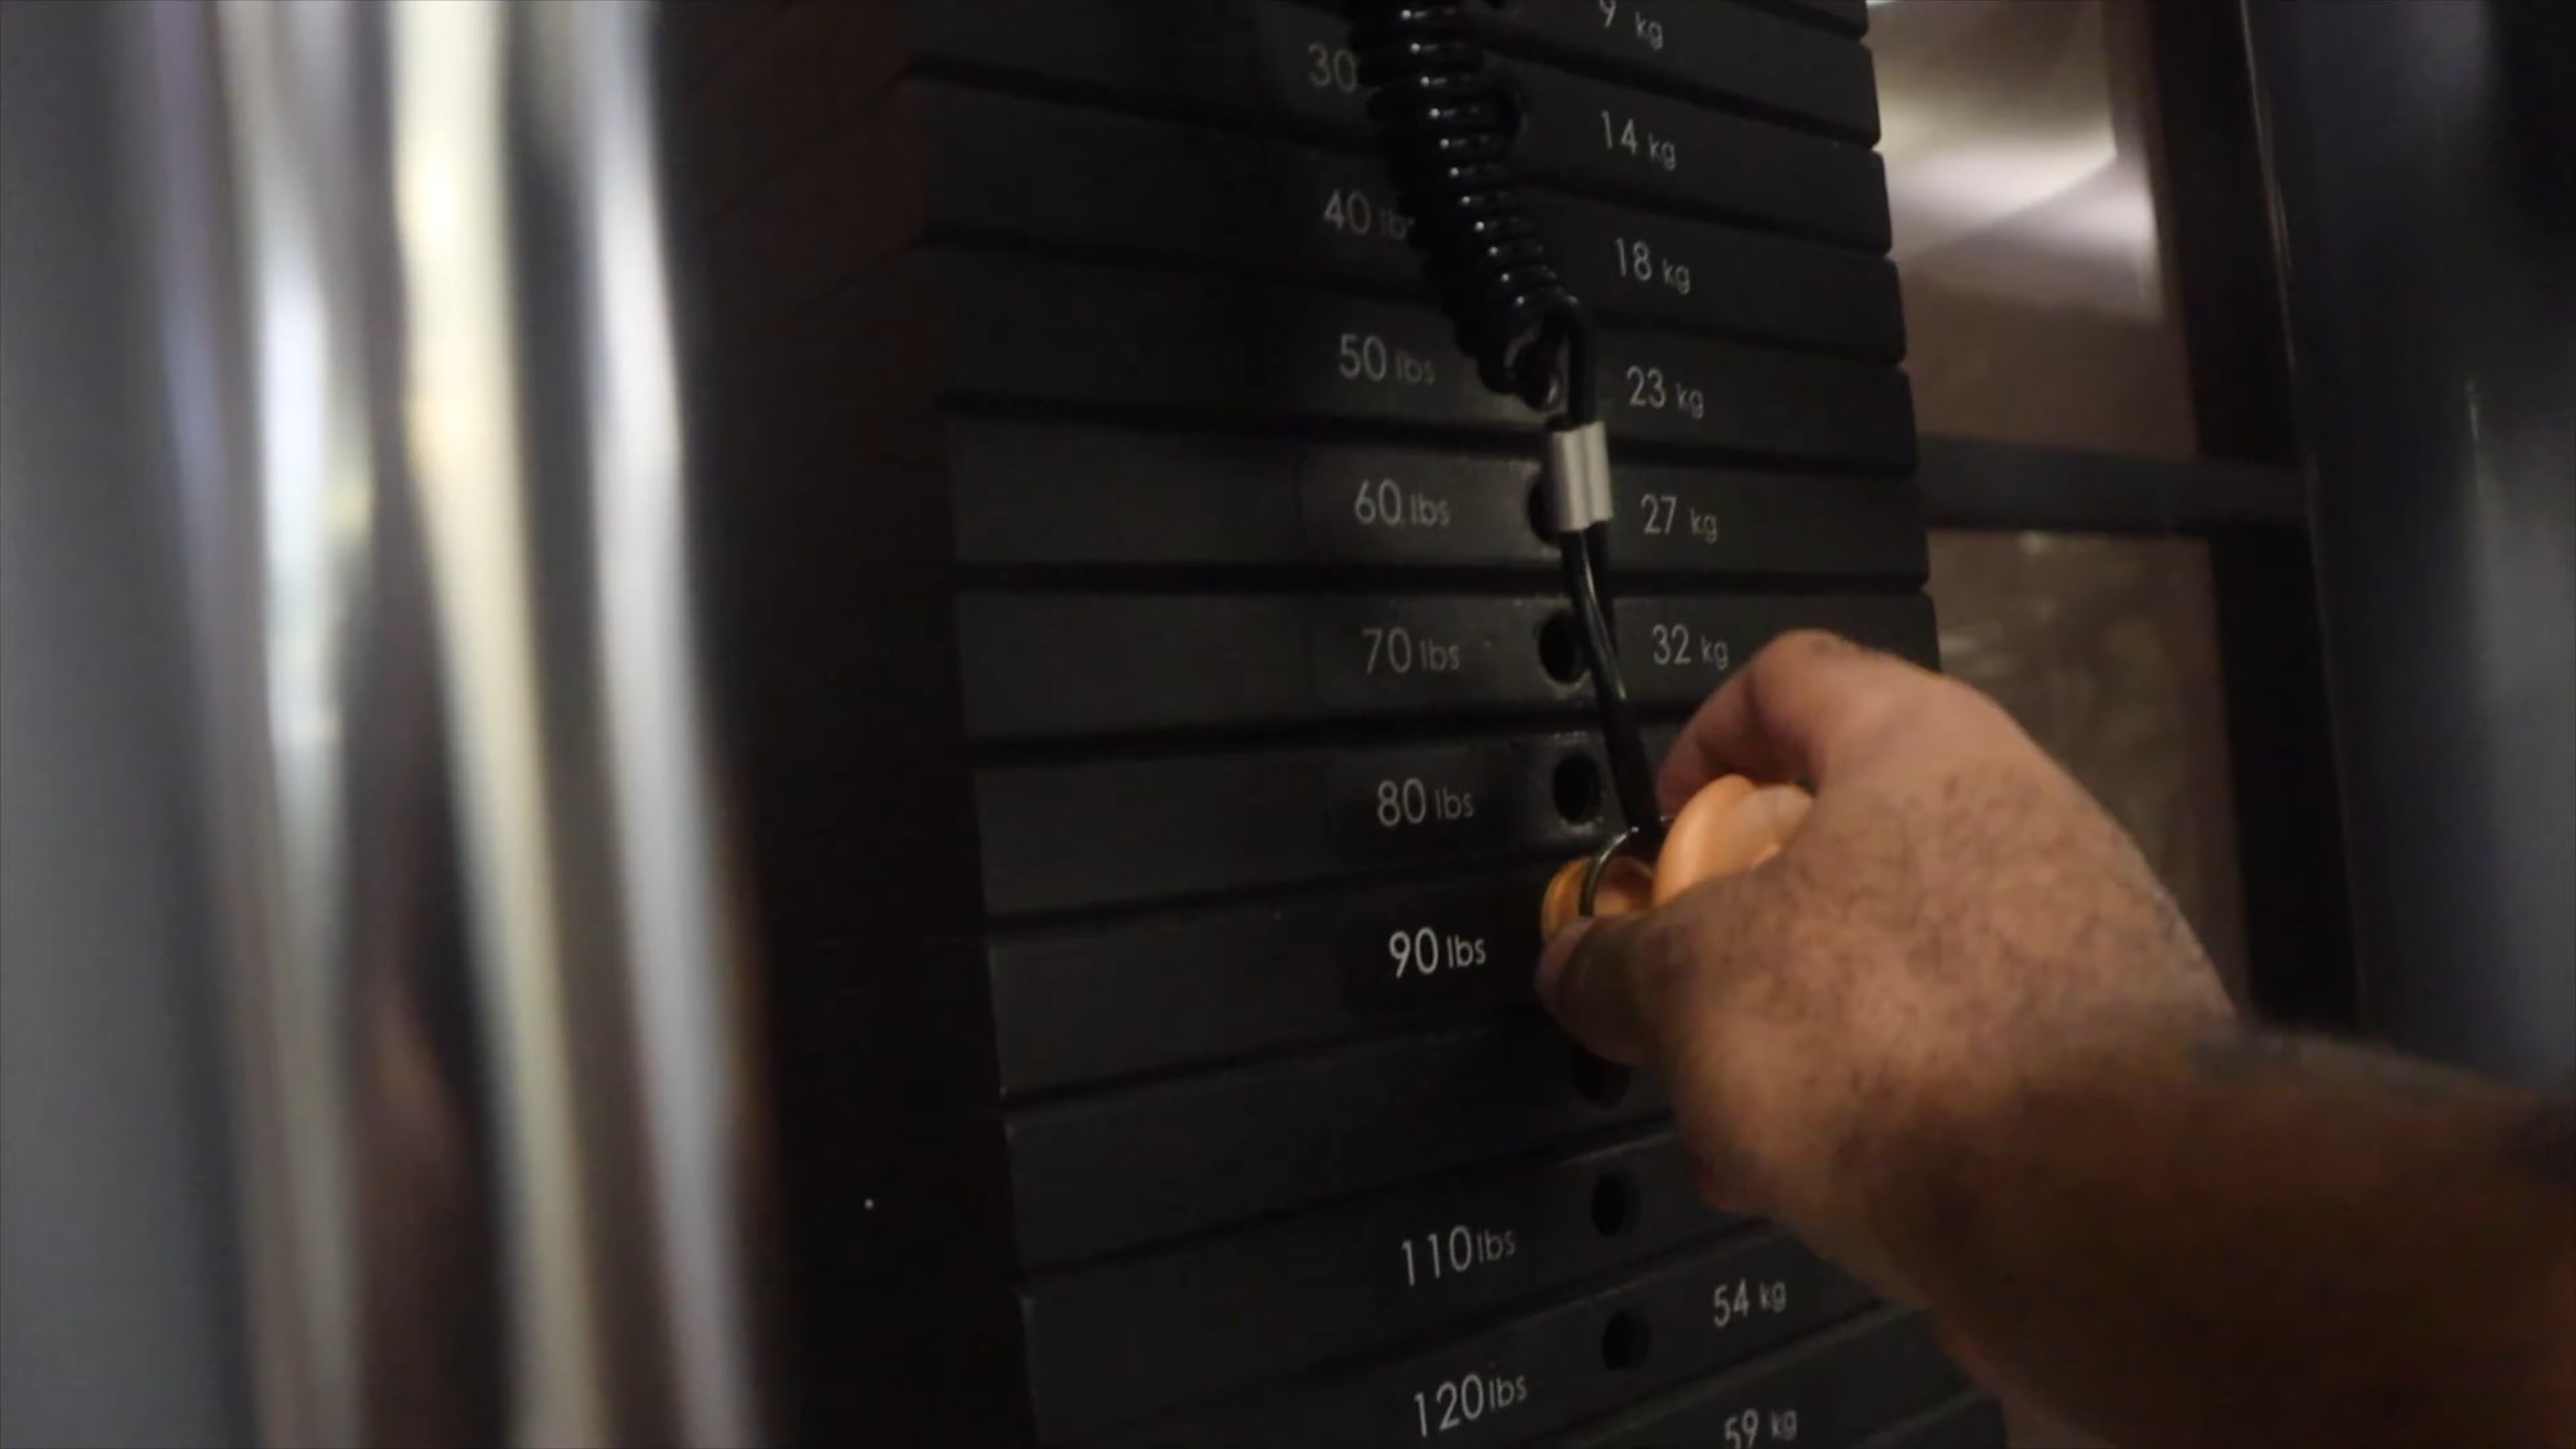 9 kg
30
14 kg
40 lbs
18 kg
50 lbs
23 kg
60 lbs
27 kg
70 lbs
32 kg
80 lbs
90 lbs
110 lbs
54 kg
120 lbs
59 kg